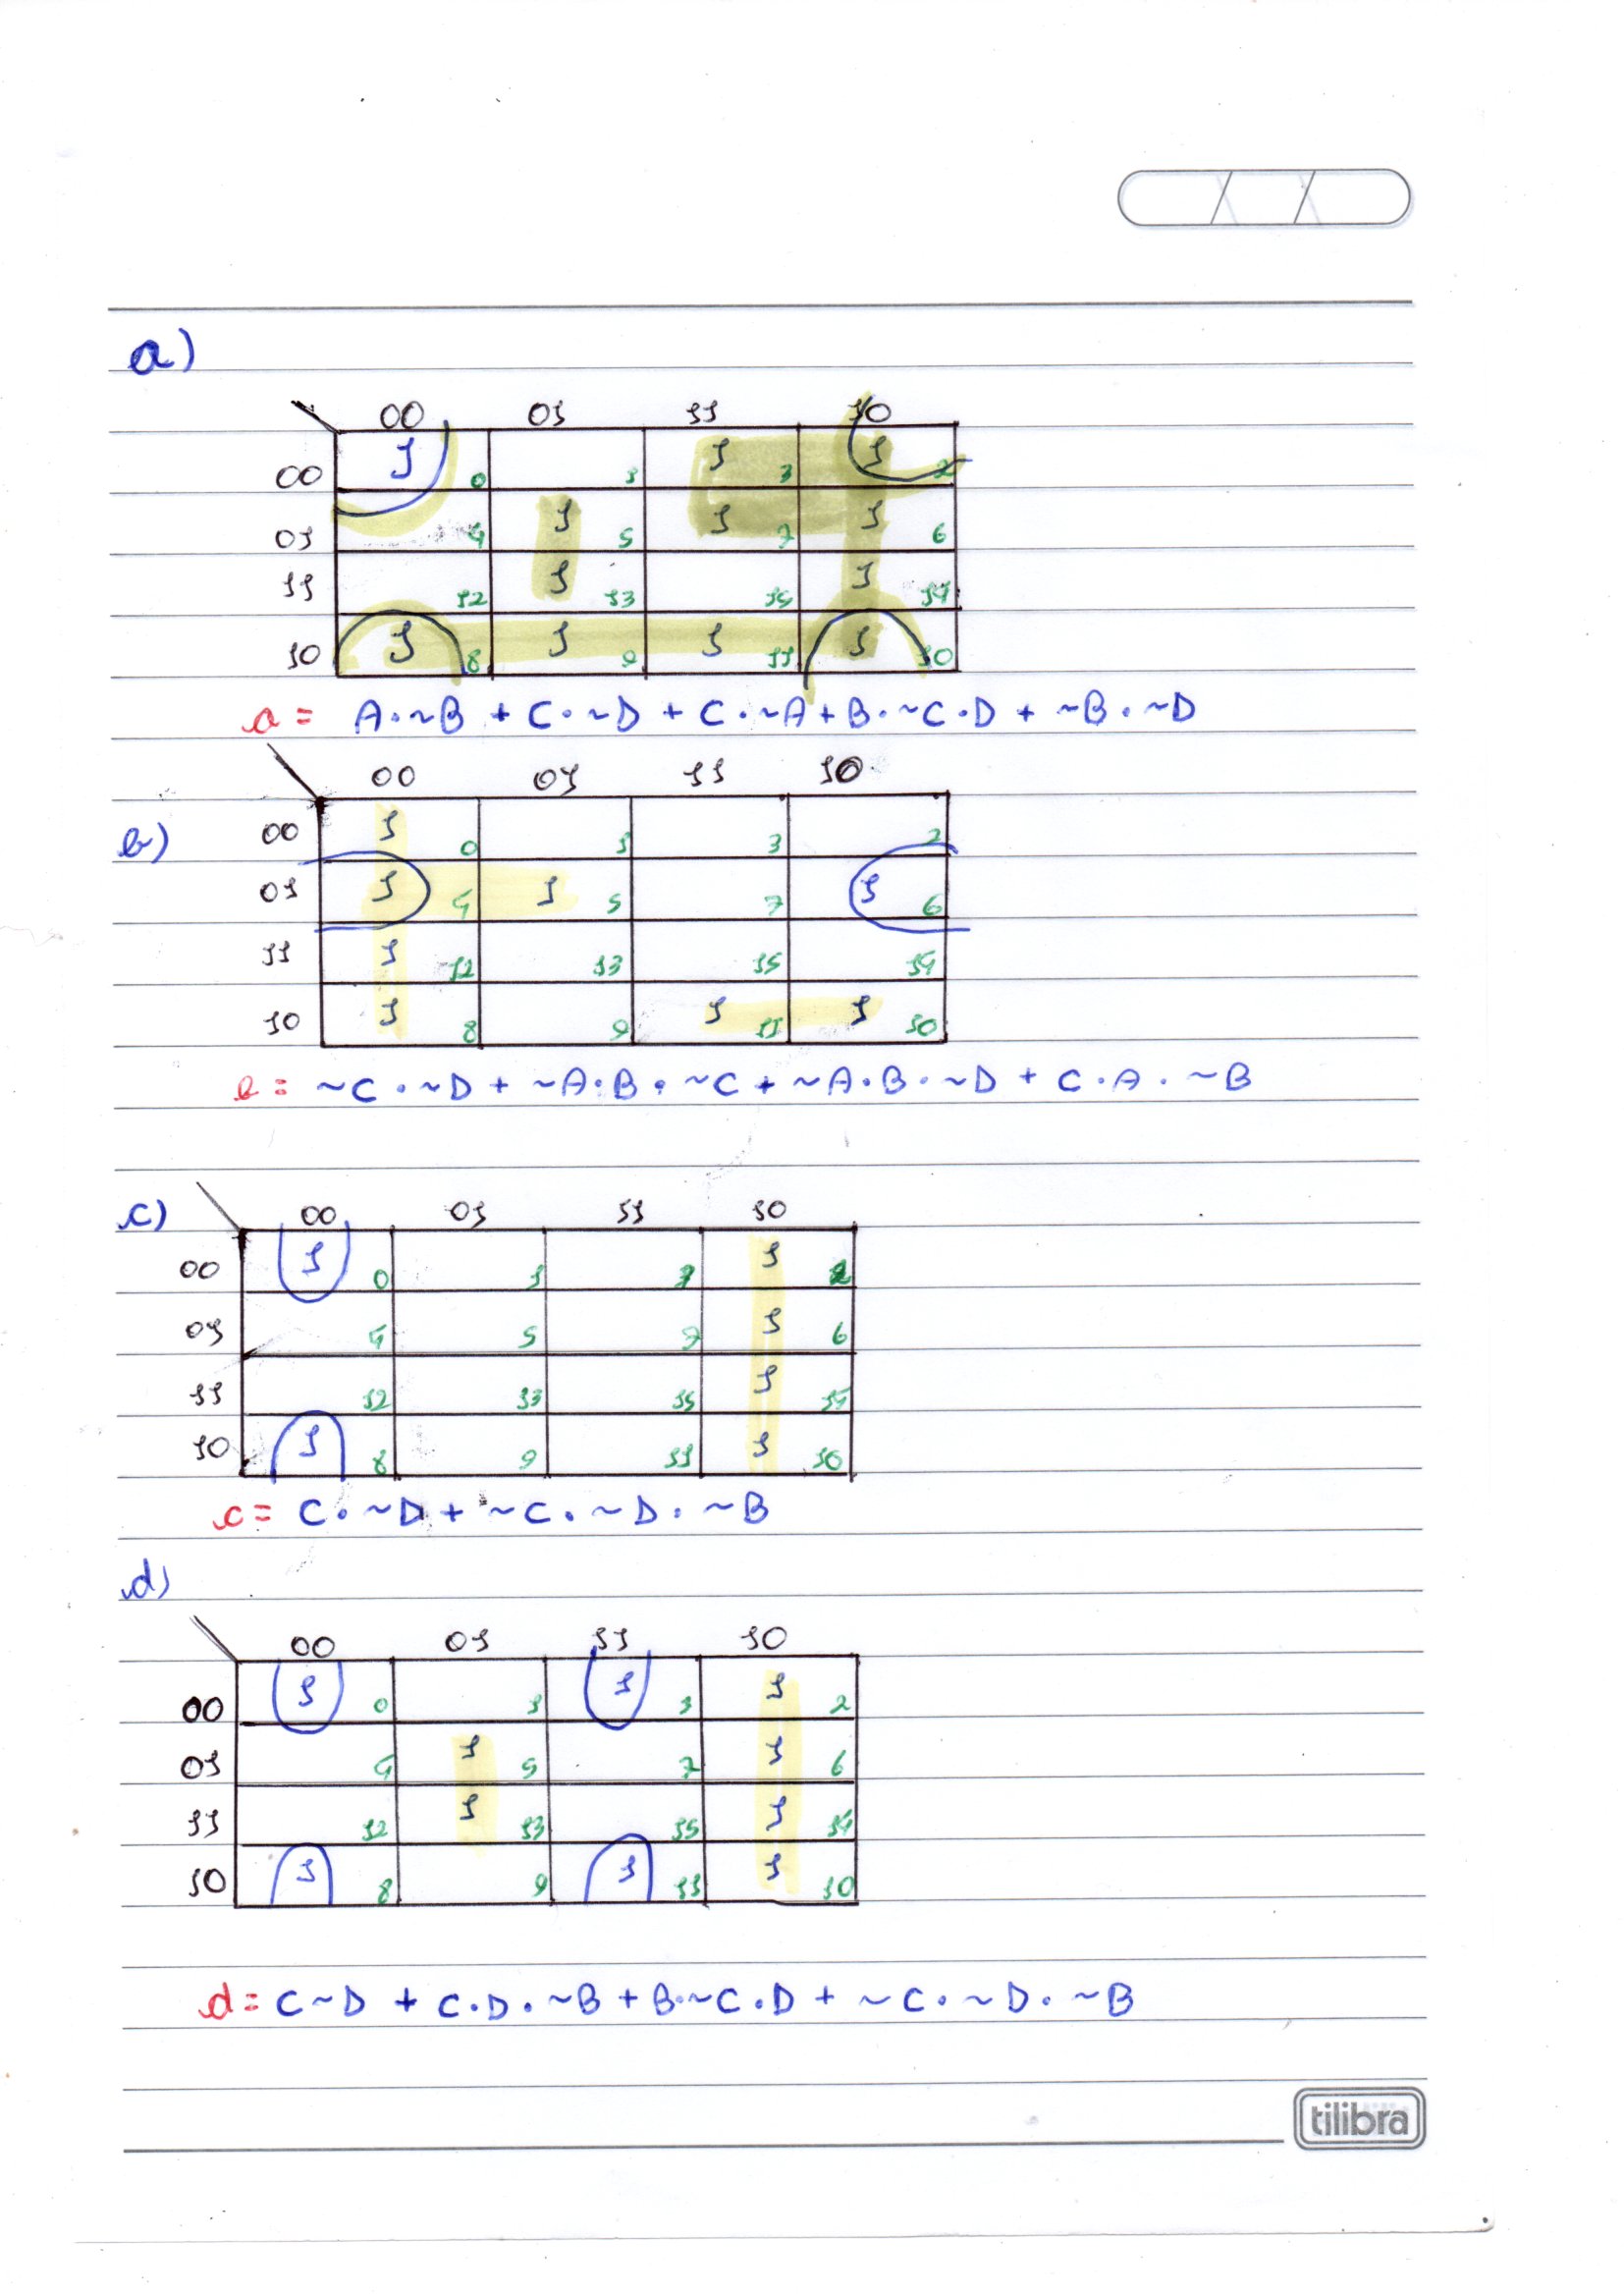 a)
00 01 11 10
00 1 0 1 1 3 1 2
01 4 1 5 1 7 1 6
11 12 1 13 15 1 14
10 1 8 1 9 1 11 1 10
a = A.~B + C.~D + C.~A + B.~C.D + ~B.~D
00 01 11 10
b) 00 1 0 1 3 2
01 1 4 1 5 7 1 6
11 1 12 13 15 14
10 1 8 9 1 11 1 10
e = ~C.~D + ~A.B.~C + ~A.B.~D + C.A.~B
c) 00 01 11 10
00 1 0 1 3 1 2
01 4 5 7 1 6
11 12 13 15 1 14
10 1 8 9 11 1 10
c = C.~D + ~C.~D.~B
d)
00 01 11 10
00 1 0 1 1 3 1 2
01 4 1 5 7 1 6
11 12 1 13 15 1 14
10 1 8 9 1 11 1 10
d = C~D + C.D.~B + B.~C.D + ~C.~D.~B
tilibra